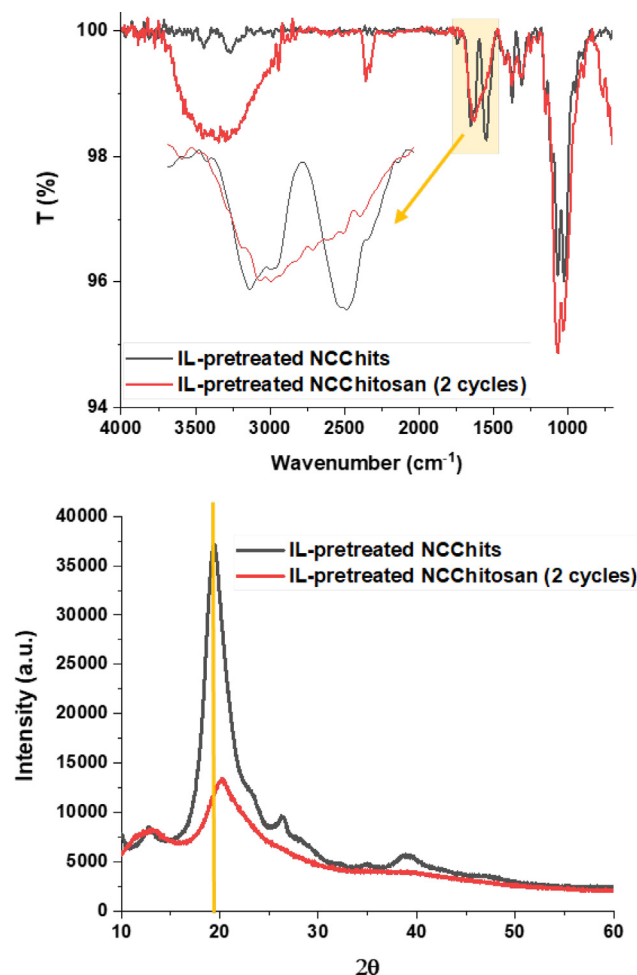 100
98
96
94
T (%)
IL-pretreated NCChits
IL-pretreated NCChitosan (2 cycles)
4000 3500 3000 2500 2000 1500 1000
Wavenumber (cm-1)
40000
35000
30000
25000
20000
15000
10000
5000
0
Intensity (a.u.)
IL-pretreated NCChits
IL-pretreated NCChitosan (2 cycles)
10 20 30 40 50 60
2θ